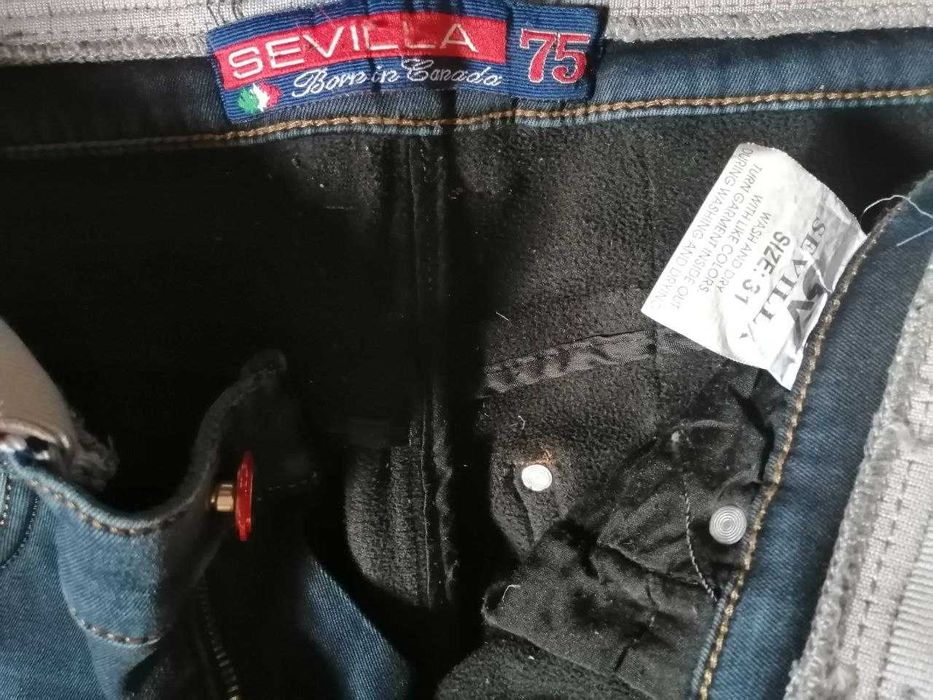 SEVILLA 75
Born in Canada
SEVILLA
SIZE: 31
WASH AND DRY
WITH LIKE COLORS
TURN GARMENT INSIDE OUT
DURING WASHING AND DRYING